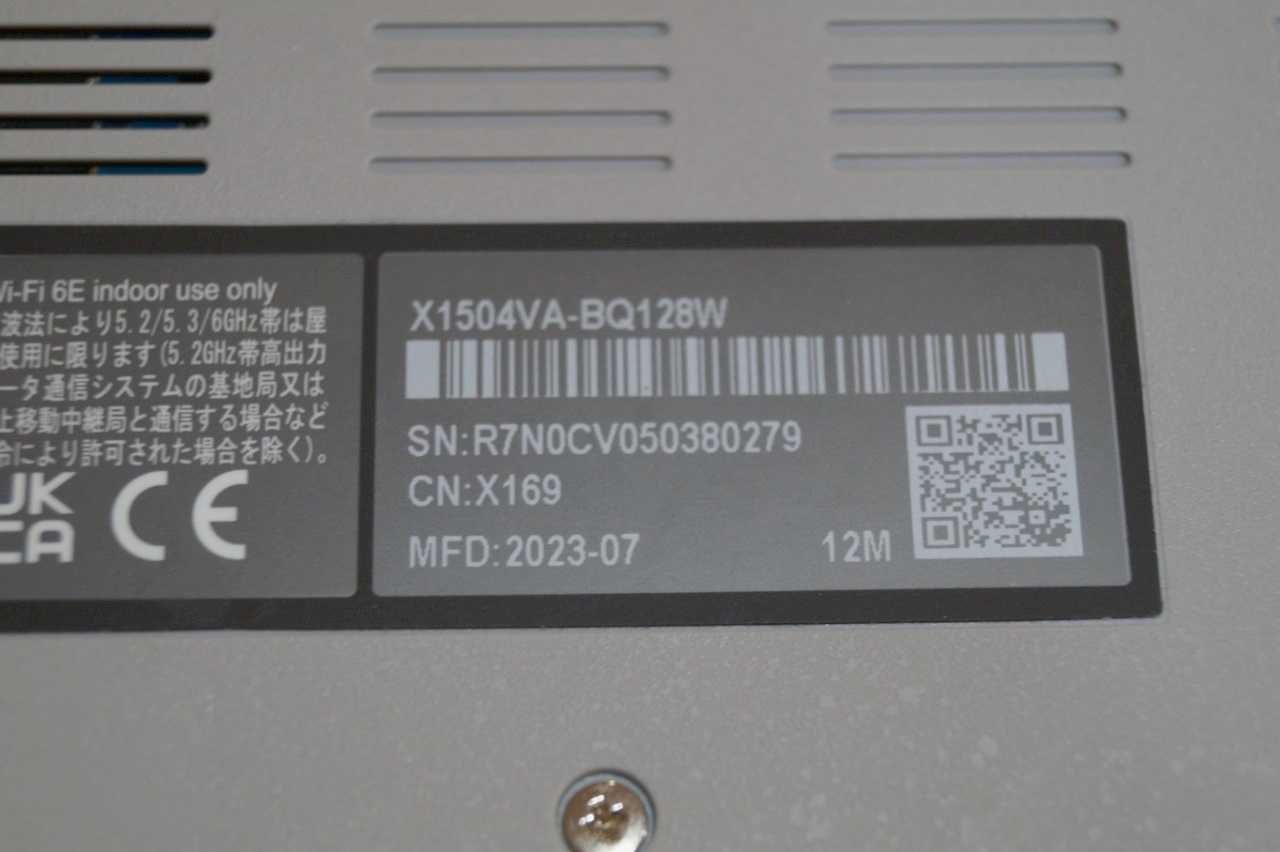 Wi-Fi 6E indoor use only
波法により5.2/5.3/6GHz帯は屋
使用に限ります(5.2GHz帯高出力
ータ通信システムの基地局又は
上移動中継局と通信する場合など
令により許可された場合を除く)。
UK
CA
CE
X1504VA-BQ128W
SN:R7N0CV050380279
CN:X169
MFD:2023-07
12M